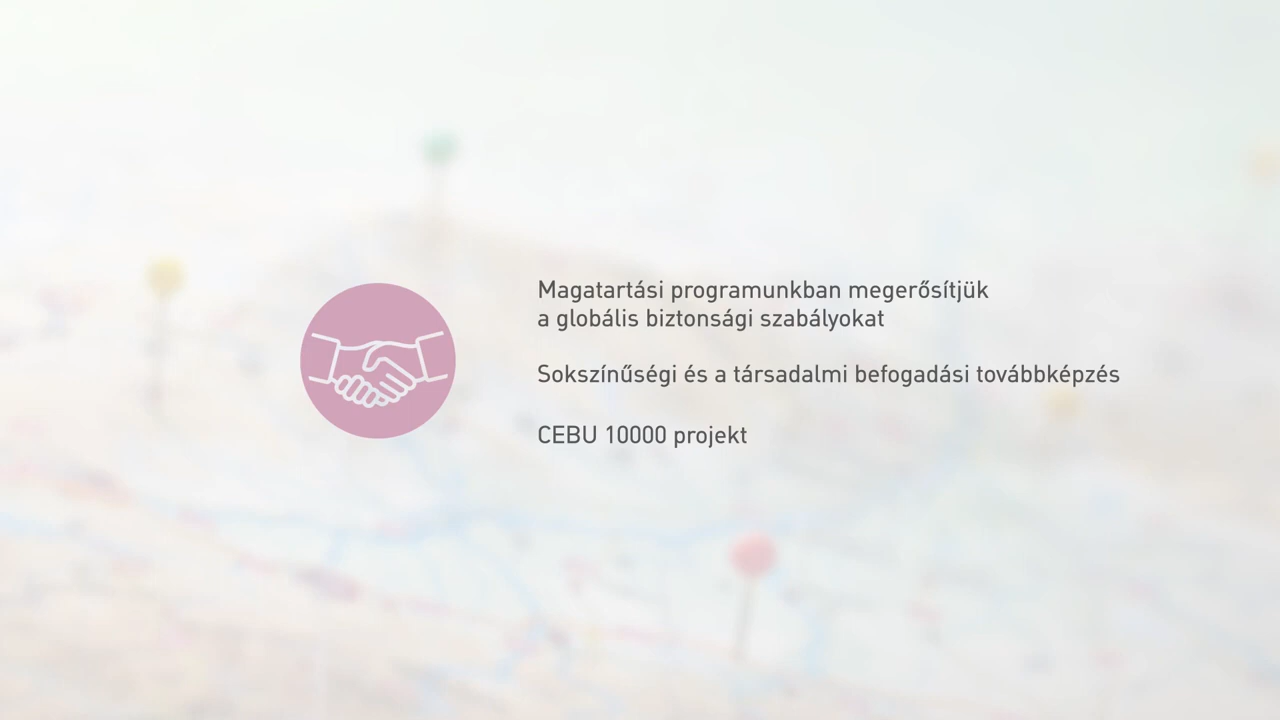 Magatartási programunkban megerősítjük
a globális biztonsági szabályokat
Sokszínűségi és a társadalmi befogadási továbbképzés
CEBU 10000 projekt